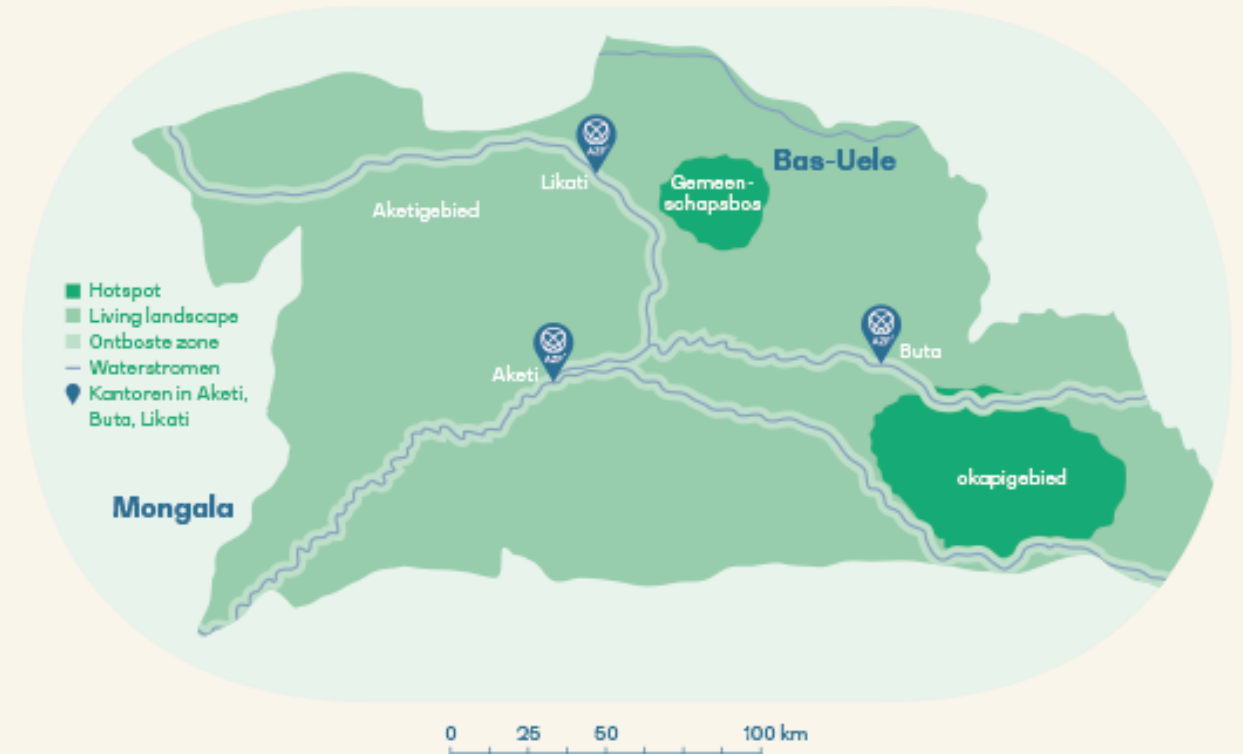 Bas-Uele
Likati
Gemeen-
schapsbos
Aketigebied
Hotspot
Living landscape
Ontboste zone
Waterstromen
Kantoren in Aketi,
Buta, Likati
Buta
Aketi
okapigebied
Mongala
0 25 50 100 km